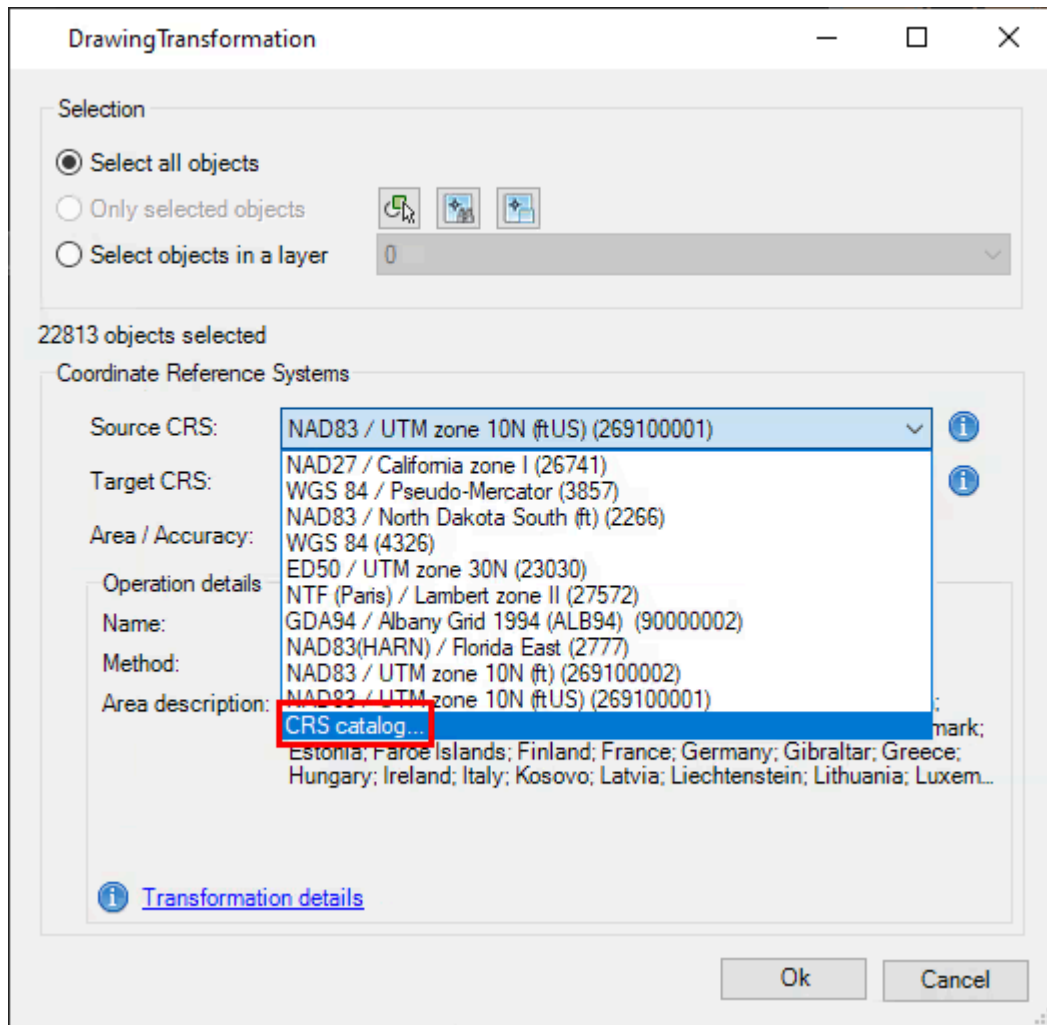 DrawingTransformation
Selection
Select all objects
Only selected objects
Select objects in a layer
0
22813 objects selected
Coordinate Reference Systems
Source CRS:
NAD83 / UTM zone 10N (ftUS) (269100001)
NAD27 / California zone I (26741)
Target CRS:
WGS 84 / Pseudo-Mercator (3857)
NAD83 / North Dakota South (ft) (2266)
Area / Accuracy:
WGS 84 (4326)
ED50 / UTM zone 30N (23030)
Operation details
NTF (Paris) / Lambert zone II (27572)
Name:
GDA94 / Albany Grid 1994 (ALB94) (90000002)
NAD83(HARN) / Florida East (2777)
Method:
NAD83 / UTM zone 10N (ft) (269100002)
Area description:
NAD83 / UTM zone 10N (ftUS) (269100001)
CRS catalog...
mark;
Estonia; Faroe Islands; Finland; France; Germany; Gibraltar; Greece;
Hungary; Ireland; Italy; Kosovo; Latvia; Liechtenstein; Lithuania; Luxem...
Transformation details
Ok
Cancel